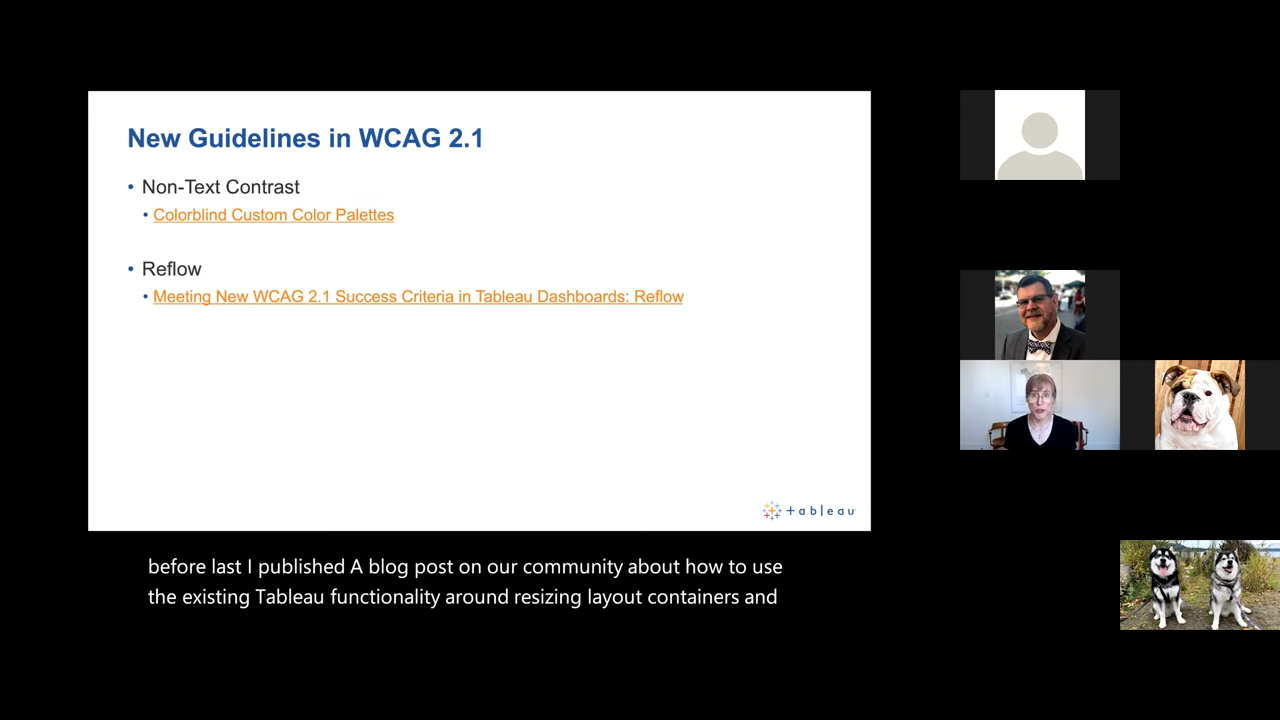 New Guidelines in WCAG 2.1
• Non-Text Contrast
• Colorblind Custom Color Palettes
• Reflow
• Meeting New WCAG 2.1 Success Criteria in Tableau Dashboards: Reflow
+ableau
before last I published A blog post on our community about how to use
the existing Tableau functionality around resizing layout containers and